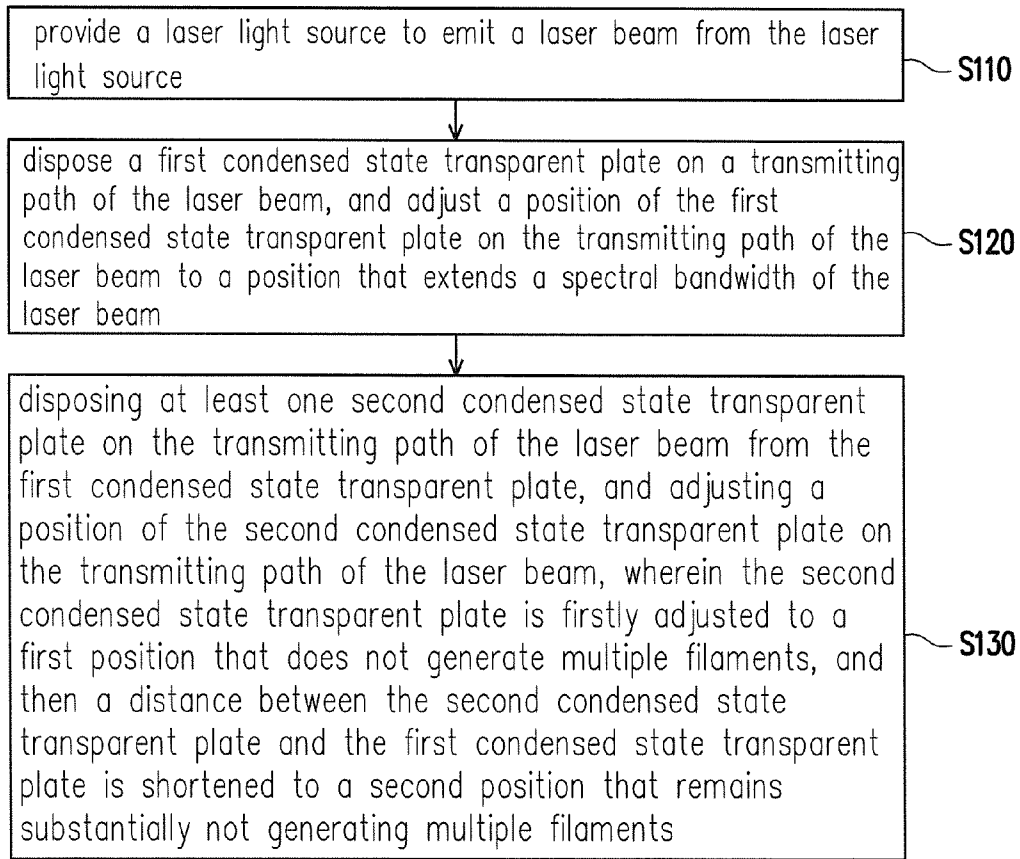 provide a laser light source to emit a laser beam from the laser
light source
S110
dispose a first condensed state transparent plate on a transmitting
path of the laser beam, and adjust a position of the first
condensed state transparent plate on the transmitting path of the
laser beam to a position that extends a spectral bandwidth of the
laser beam
S120
disposing at least one second condensed state transparent
plate on the transmitting path of the laser beam from the
first condensed state transparent plate, and adjusting a
position of the second condensed state transparent plate on
the transmitting path of the laser beam, wherein the second
condensed state transparent plate is firstly adjusted to a
first position that does not generate multiple filaments, and
then a distance between the second condensed state
transparent plate and the first condensed state transparent
plate is shortened to a second position that remains
substantially not generating multiple filaments
S130